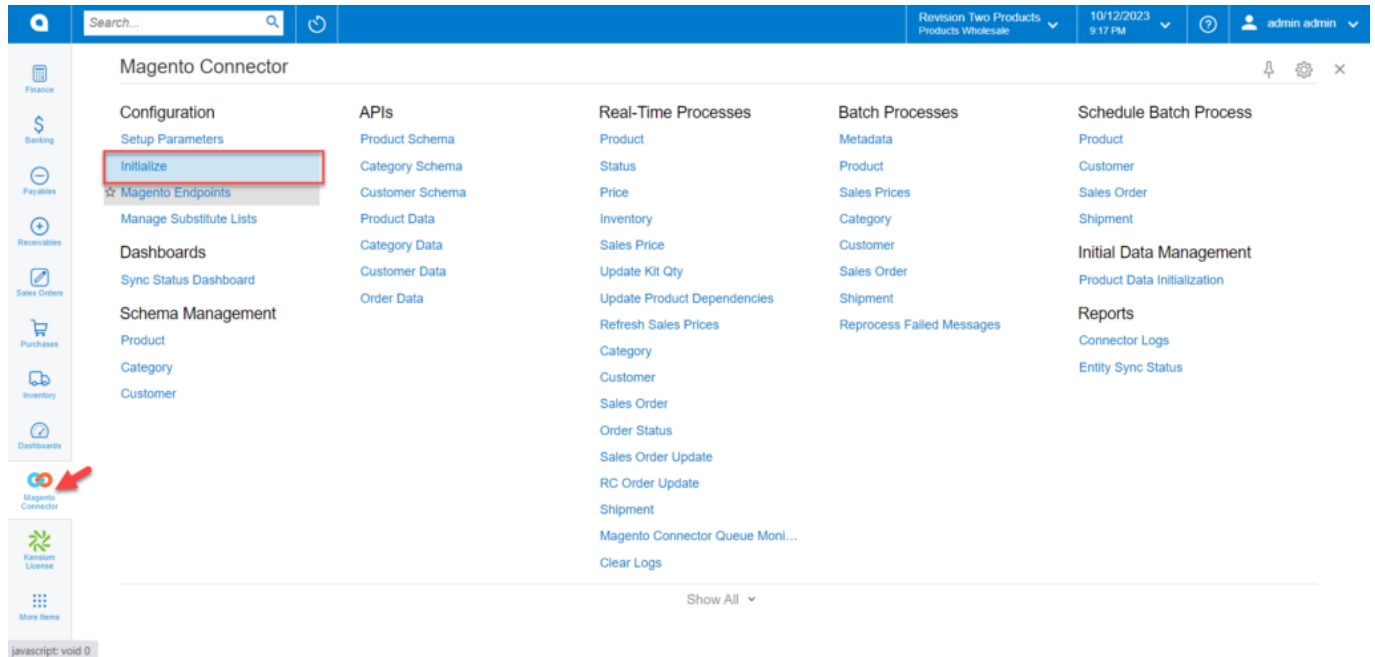 Search...
Revision Two Products
Products Wholesale
10/12/2023
9:17 PM
admin admin
Finance
Banking
Payables
Receivables
Sales Orders
Purchases
Inventory
Dashboards
Magento
Connector
Kensium
License
More Items
Magento Connector
Configuration
Setup Parameters
Initialize
Magento Endpoints
Manage Substitute Lists
Dashboards
Sync Status Dashboard
Schema Management
Product
Category
Customer
APIs
Product Schema
Category Schema
Customer Schema
Product Data
Category Data
Customer Data
Order Data
Real-Time Processes
Product
Status
Price
Inventory
Sales Price
Update Kit Qty
Update Product Dependencies
Refresh Sales Prices
Category
Customer
Sales Order
Order Status
Sales Order Update
RC Order Update
Shipment
Magento Connector Queue Moni...
Clear Logs
Batch Processes
Metadata
Product
Sales Prices
Category
Customer
Sales Order
Shipment
Reprocess Failed Messages
Schedule Batch Process
Product
Customer
Sales Order
Shipment
Initial Data Management
Product Data Initialization
Reports
Connector Logs
Entity Sync Status
Show All
javascript: void 0